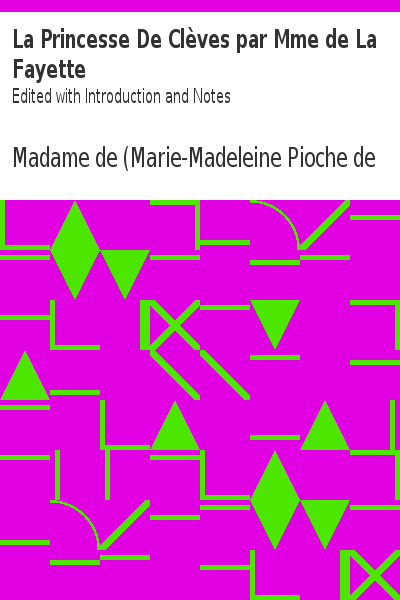 La Princesse De Clèves par Mme de La
Fayette
Edited with Introduction and Notes
Madame de (Marie-Madeleine Pioche de